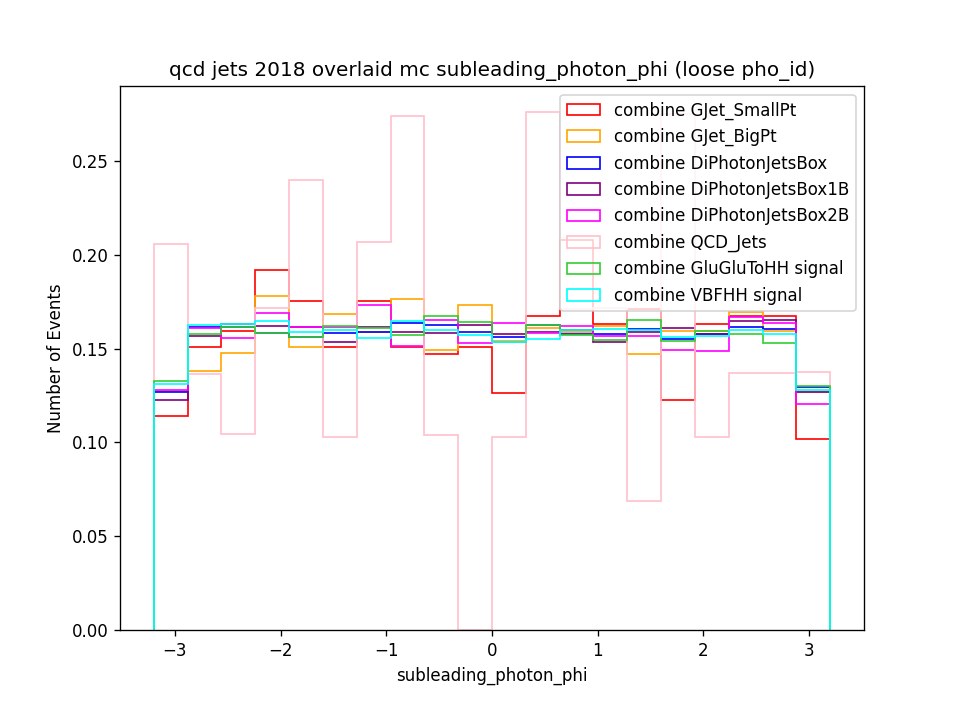 qcd jets 2018 overlaid mc subleading_photon_phi (loose pho_id)
combine GJet_SmallPt
combine GJet_BigPt
combine DiPhotonJetsBox
combine DiPhotonJetsBox1B
combine DiPhotonJetsBox2B
combine QCD_Jets
combine GluGluToHH signal
combine VBFHH signal
Number of Events
0.25
0.20
0.15
0.10
0.05
0.00
−3 −2 −1 0 1 2 3
subleading_photon_phi